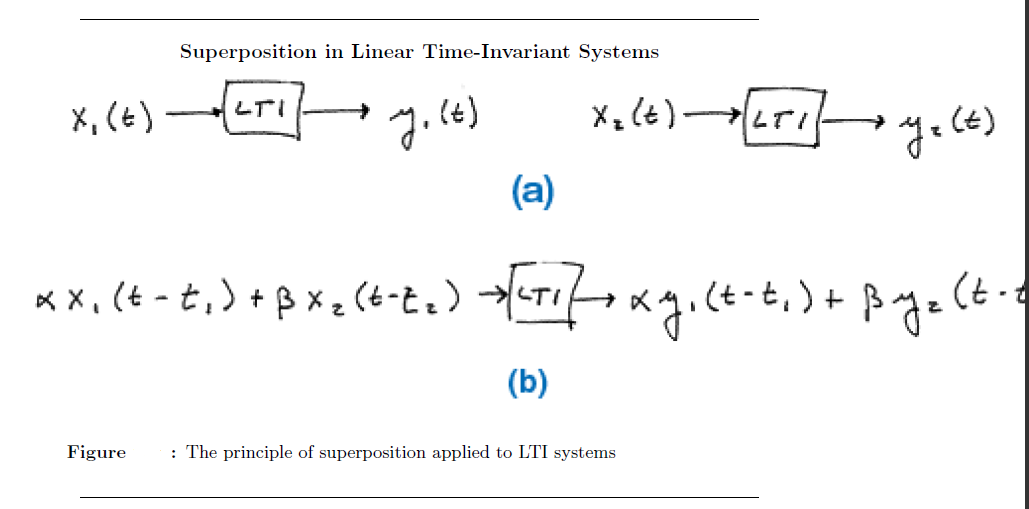 Superposition in Linear Time-Invariant Systems
x₁(t) → LTI → y₁(t) x₂(t) → LTI → y₂(t)
(a)
αx₁(t-t₁)+βx₂(t-t₂) → LTI → αy₁(t-t₁)+βy₂(t-
(b)
Figure : The principle of superposition applied to LTI systems